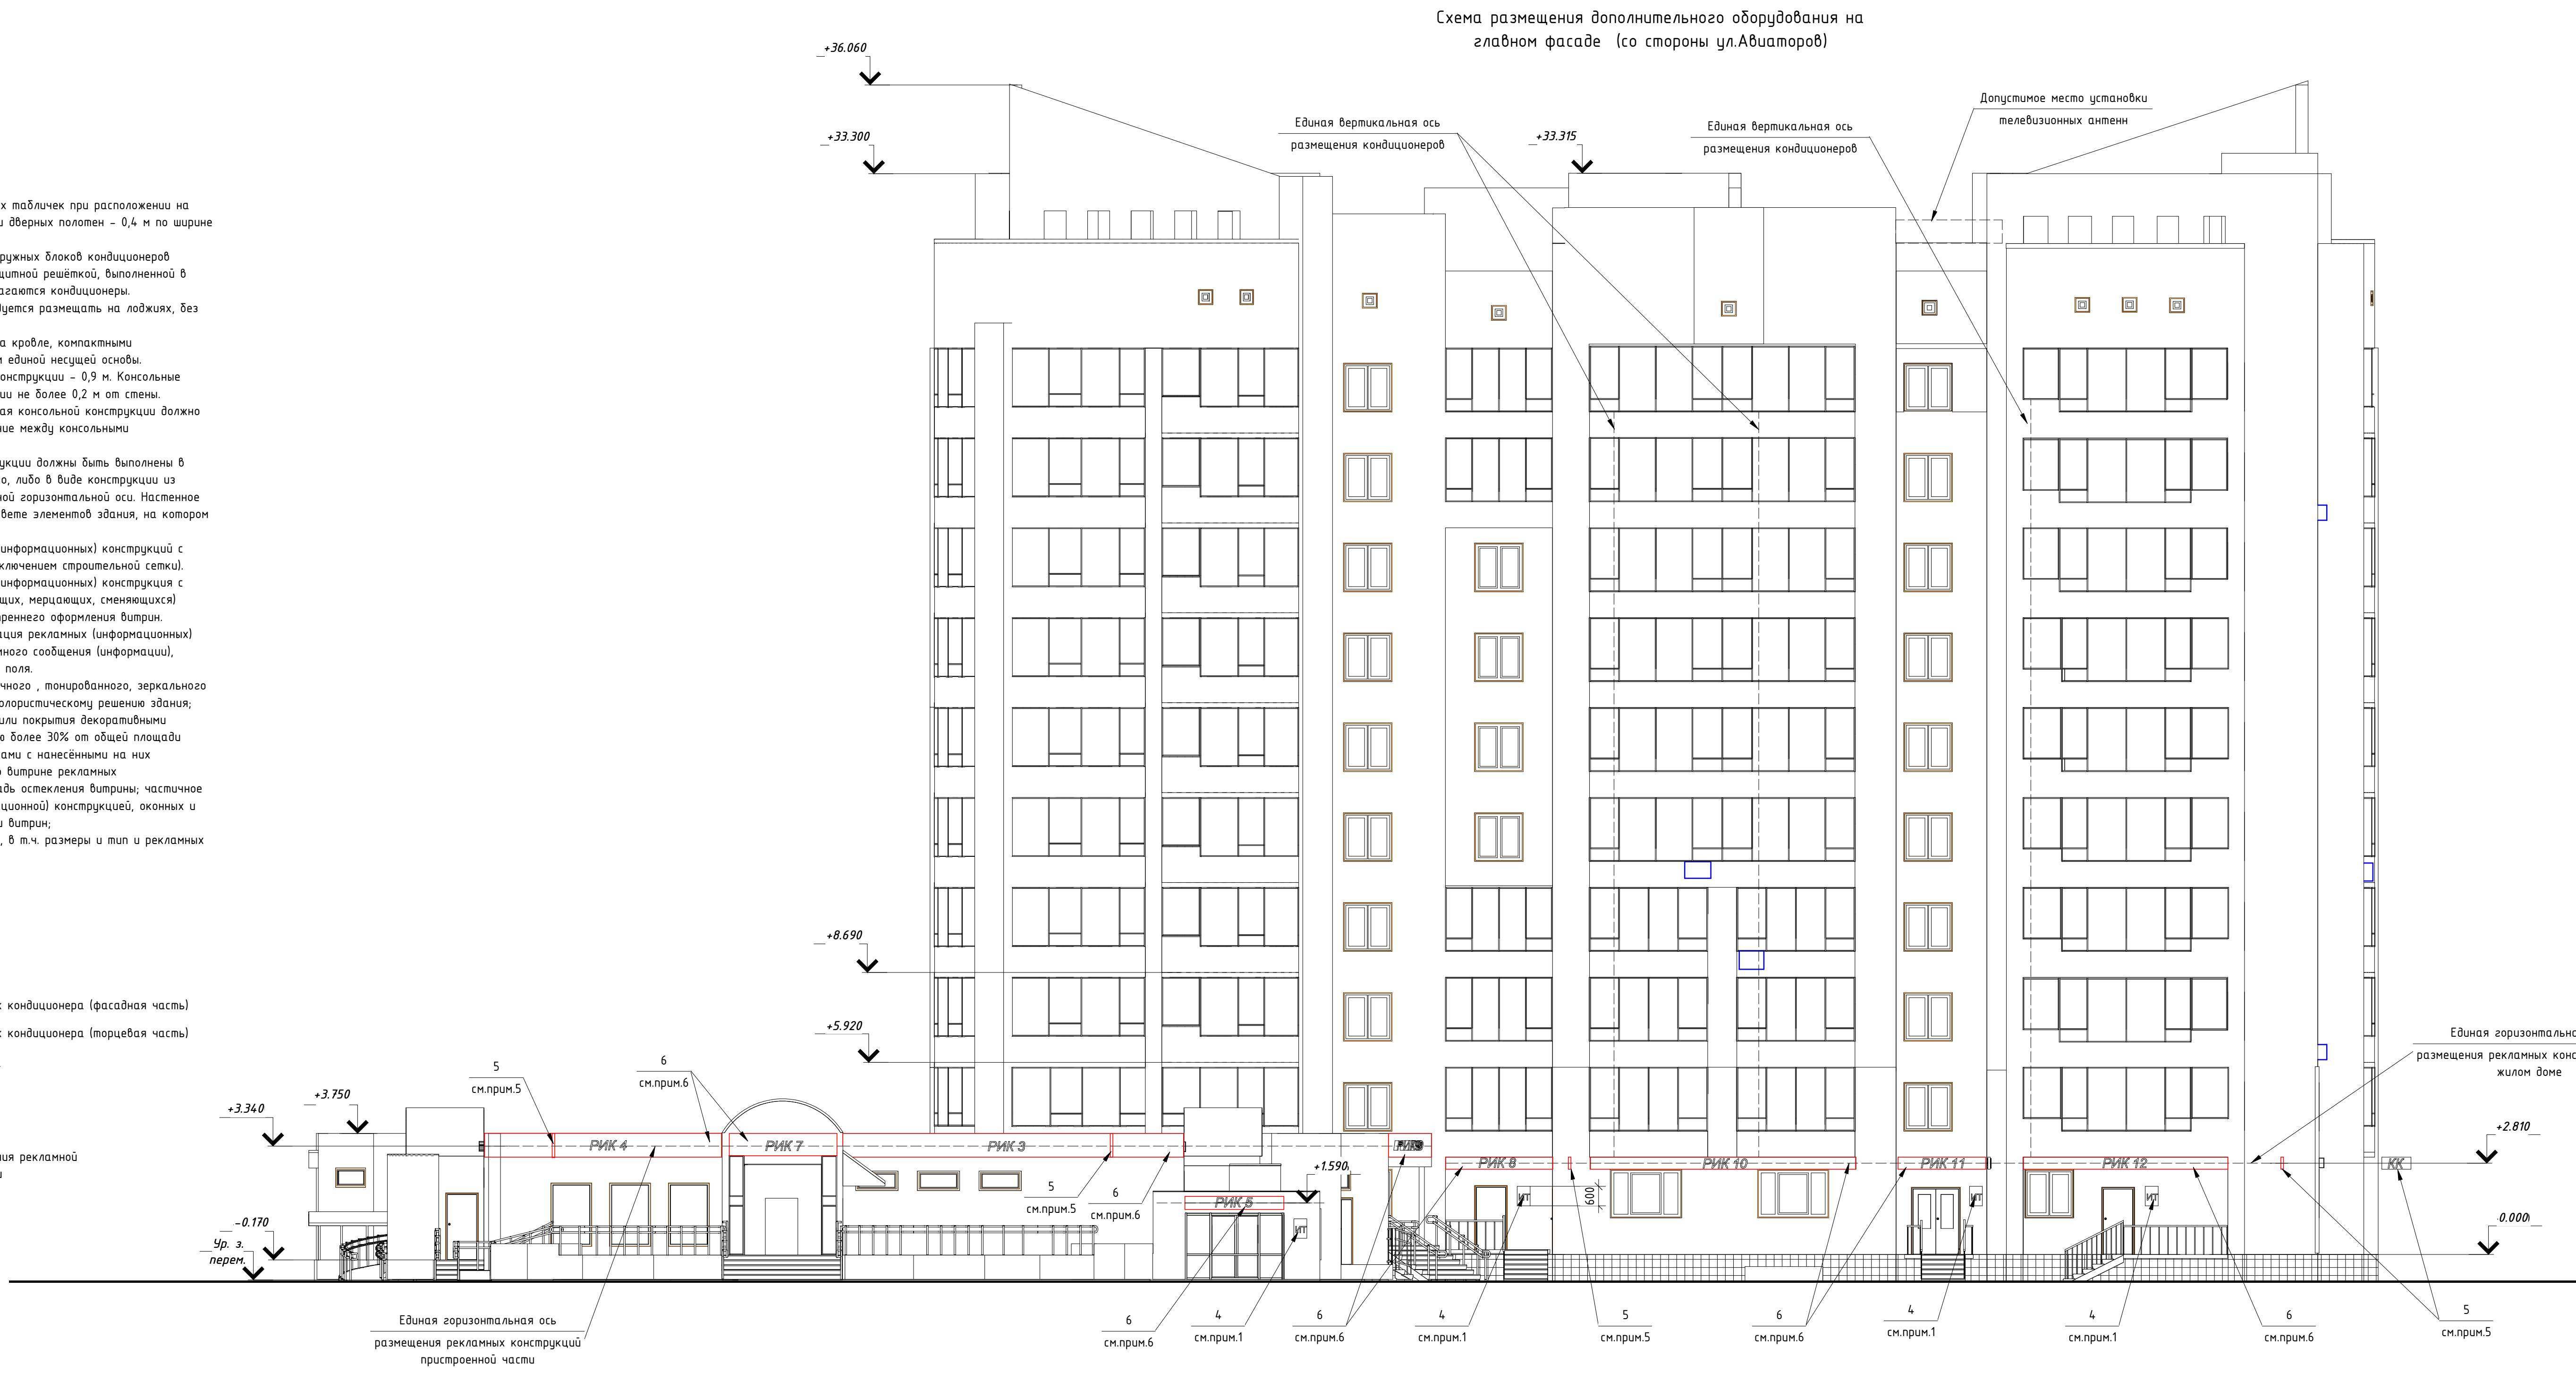 Схема размещения дополнительного оборудования на
главном фасаде (со стороны ул.Авиаторов)
+36.060
+33.300
Единая вертикальная ось
размещения кондиционеров
+33.315
Единая вертикальная ось
размещения кондиционеров
Допустимое место установки
телевизионных антенн
х табличек при расположении на
и дверных полотен - 0,4 м по ширине
ружных блоков кондиционеров
щитной решёткой, выполненной в
агаются кондиционеры.
дуется размещать на лоджиях, без
а кровле, компактными
м единой несущей основы.
онструкции - 0,9 м. Консольные
ии не более 0,2 м от стены.
ая консольной конструкции должно
ние между консольными
укции должны быть выполнены в
о, либо в виде конструкции из
ной горизонтальной оси. Настенное
вете элементов здания, на котором
информационных) конструкций с
ключением строительной сетки).
информационных) конструкция с
щих, мерцающих, сменяющихся)
треннего оформления витрин.
ация рекламных (информационных)
много сообщения (информации),
поля.
чного , тонированного, зеркального
олористическому решению здания;
или покрытия декоративными
ю более 30% от общей площади
ами с нанесёнными на них
о витрине рекламных
адь остекления витрины; частичное
ционной) конструкцией, оконных и
и витрин;
, в т.ч. размеры и тип и рекламных
к кондиционера (фасадная часть)
к кондиционера (торцевая часть)
ния рекламной
+8.690
+5.920
5
см.прим.5
6
см.прим.6
+3.750
+3.340
-0.170
Ур. з.
перем.
РИК 4
РИК 7
РИК 3
5
см.прим.5
6
см.прим.6
РИК 5
ИТ
+1.590
РИК 8
ИТ
600
РИК 10
РИК 11
ИТ
РИК 12
ИТ
КК
Единая горизонтальна
размещения рекламных конс
жилом доме
+2.810
0.000
Единая горизонтальная ось
размещения рекламных конструкций
пристроенной части
6
см.прим.6
4
см.прим.1
6
см.прим.6
4
см.прим.1
5
см.прим.5
6
см.прим.6
4
см.прим.1
4
см.прим.1
6
см.прим.6
5
см.прим.5